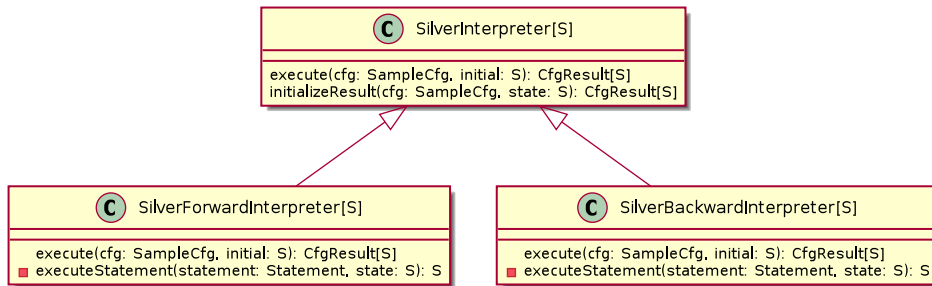 C SilverInterpreter[S]
execute(cfg: SampleCfg, initial: S): CfgResult[S]
initializeResult(cfg: SampleCfg, state: S): CfgResult[S]
C SilverForwardInterpreter[S]
execute(cfg: SampleCfg, initial: S): CfgResult[S]
executeStatement(statement: Statement, state: S): S
C SilverBackwardInterpreter[S]
execute(cfg: SampleCfg, initial: S): CfgResult[S]
executeStatement(statement: Statement, state: S): S